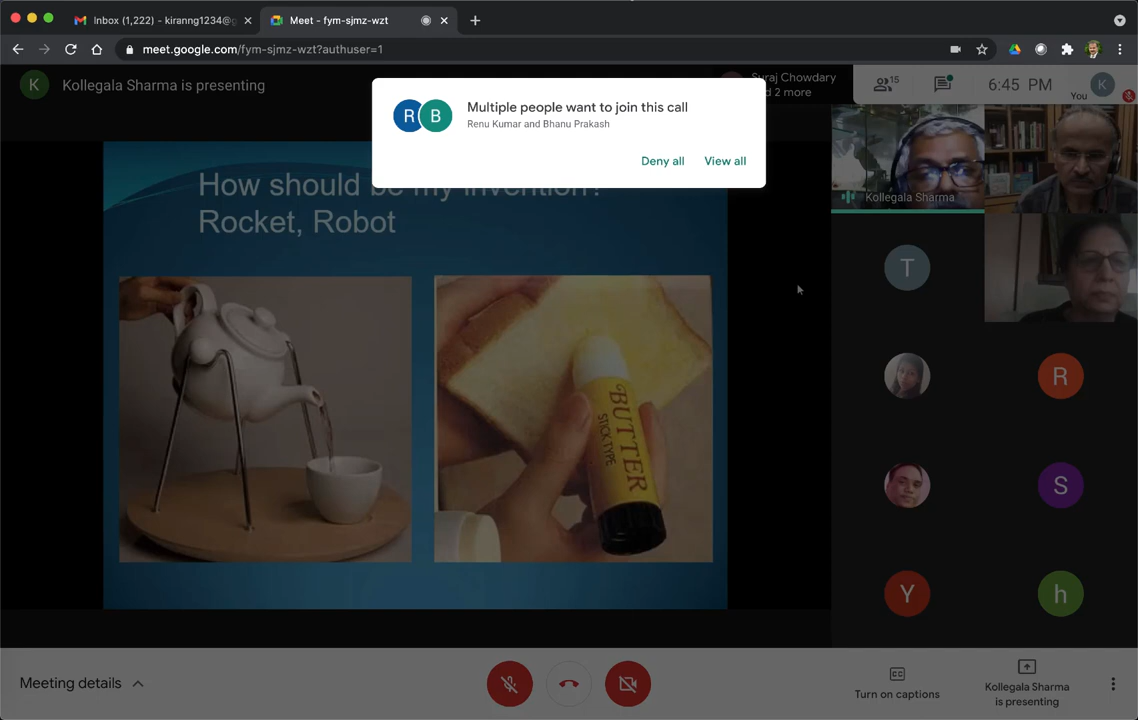 Inbox (1,222) - kiranng1234@g
Meet - fym-sjmz-wzt
meet.google.com/fym-sjmz-wzt?authuser=1
K
Kollegala Sharma is presenting
Suraj Chowdary
d 2 more
15
6:45 PM
You
K
R
B
Multiple people want to join this call
Renu Kumar and Bhanu Prakash
Deny all
View all
How should be my invention?
Rocket, Robot
BUTTER
STICK TYPE
Kollegala Sharma
T
R
S
Y
h
Meeting details
CC
Turn on captions
Kollegala Sharma
is presenting